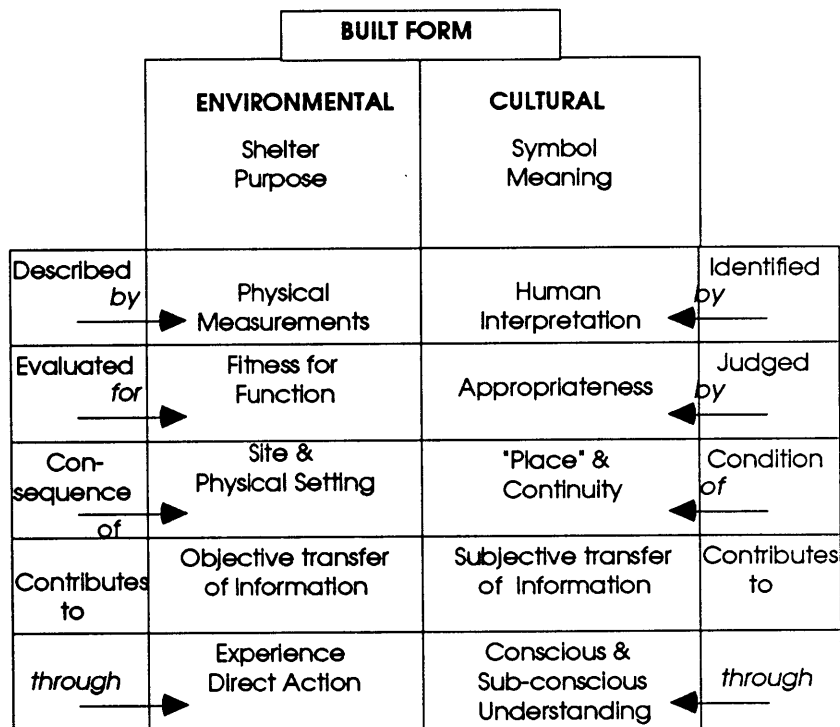 BUILT FORM
ENVIRONMENTAL
Shelter
Purpose
CULTURAL
Symbol
Meaning
Described
by
Physical
Measurements
Human
Interpretation
Identified
by
Evaluated
for
Fitness for
Function
Appropriateness
Judged
by
Con-
sequence
of
Site &
Physical Setting
"Place" &
Continuity
Condition
of
Contributes
to
Objective transfer
of Information
Subjective transfer
of Information
Contributes
to
through
Experience
Direct Action
Conscious &
Sub-conscious
Understanding
through